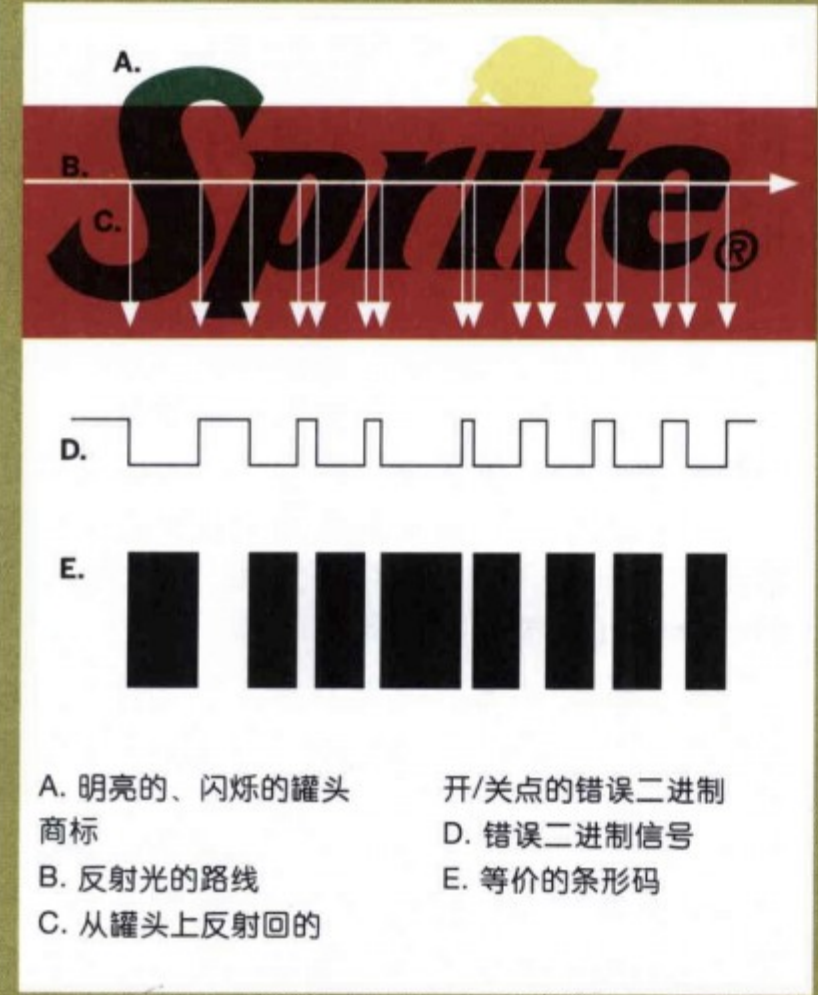 A.
Sprite®
B.
C.
D.
E.
A. 明亮的、闪烁的罐头
商标
B. 反射光的路线
C. 从罐头上反射回的
开/关点的错误二进制
D. 错误二进制信号
E. 等价的条形码